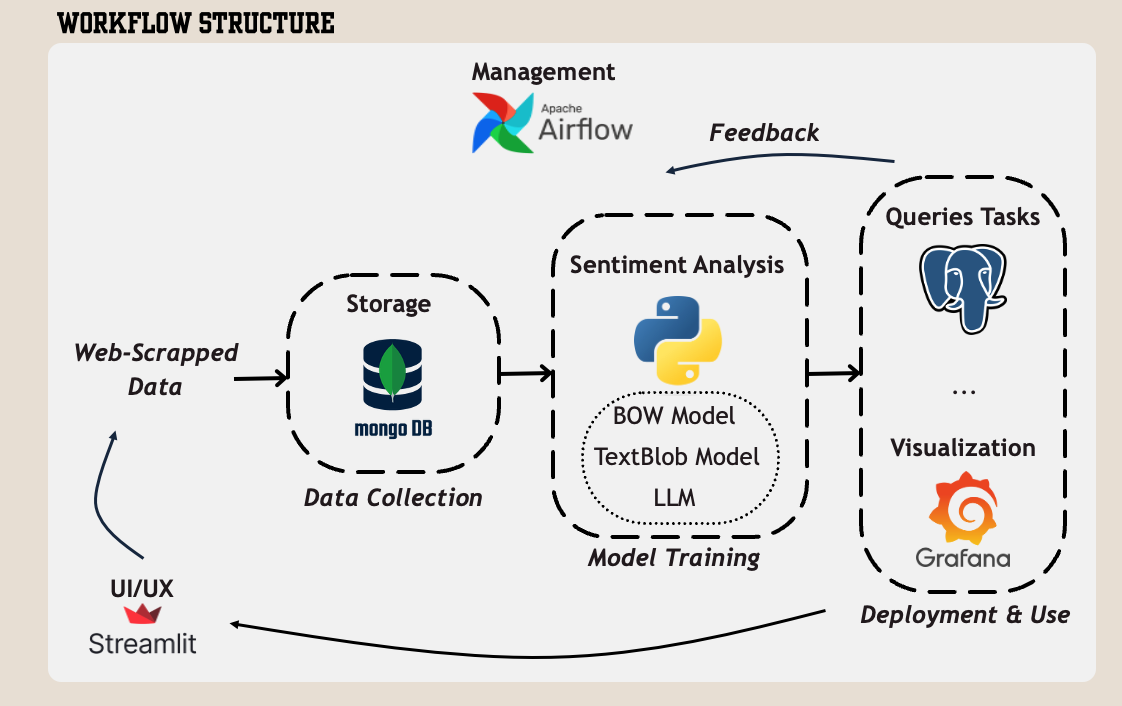 WORKFLOW STRUCTURE
Management
Apache
Airflow
Feedback
Queries Tasks
Sentiment Analysis
Storage
Web-Scrapped
Data
mongo DB
...
BOW Model
TextBlob Model
LLM
Visualization
Grafana
Data Collection
Model Training
Deployment & Use
UI/UX
Streamlit